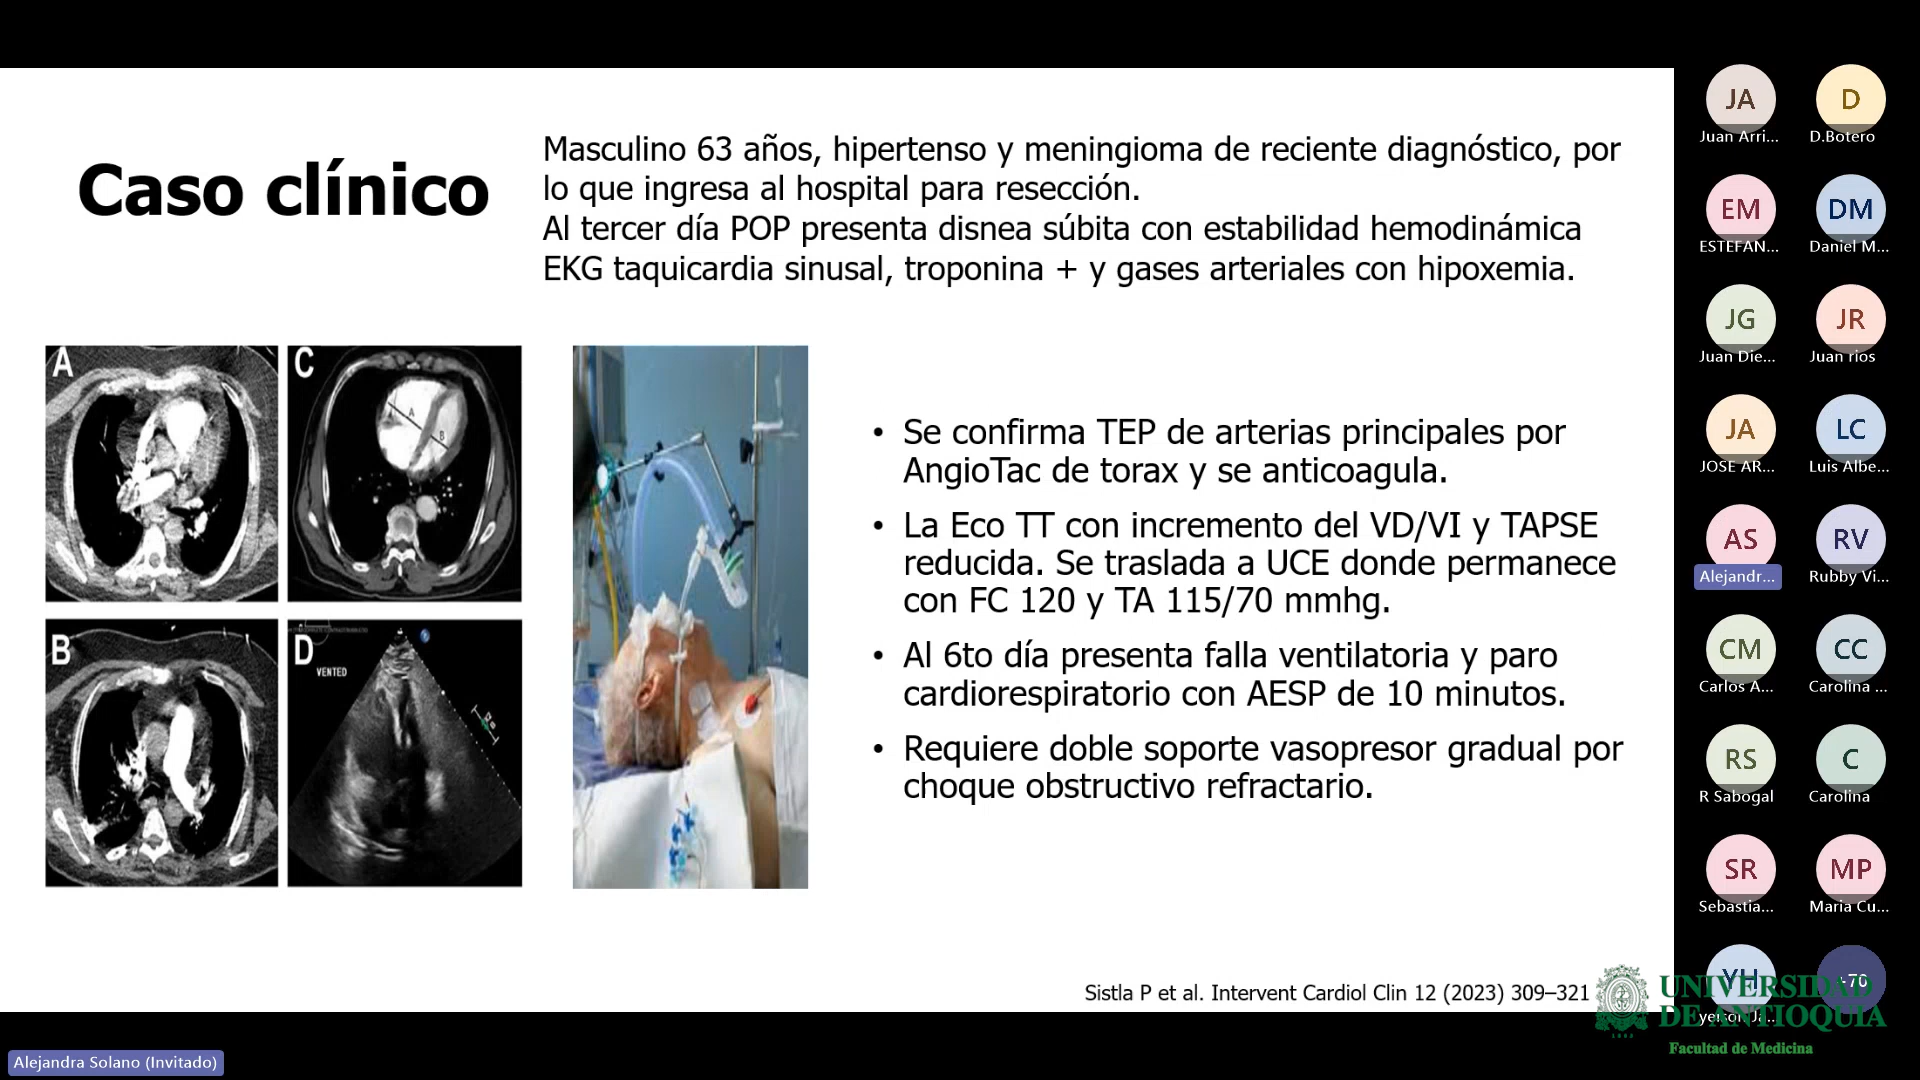 Caso clínico
Masculino 63 años, hipertenso y meningioma de reciente diagnóstico, por
lo que ingresa al hospital para resección.
Al tercer día POP presenta disnea súbita con estabilidad hemodinámica
EKG taquicardia sinusal, troponina + y gases arteriales con hipoxemia.
A
C
A
B
B
D
VENTED
• Se confirma TEP de arterias principales por
AngioTac de torax y se anticoagula.
• La Eco TT con incremento del VD/VI y TAPSE
reducida. Se traslada a UCE donde permanece
con FC 120 y TA 115/70 mmhg.
• Al 6to día presenta falla ventilatoria y paro
cardiorespiratorio con AESP de 10 minutos.
• Requiere doble soporte vasopresor gradual por
choque obstructivo refractario.
Sistla P et al. Intervent Cardiol Clin 12 (2023) 309–321
JA
D
Juan Arri...
D.Botero
EM
DM
ESTEFAN...
Daniel M...
JG
JR
Juan Die...
Juan rios
JA
LC
JOSE AR...
Luis Albe...
AS
RV
Alejandr...
Rubby Vi...
CM
CC
Carlos A...
Carolina ...
RS
C
R Sabogal
Carolina
SR
MP
Sebastia...
Maria Cu...
YH
+70
UNIVERSIDAD
DE ANTIOQUIA
1803
Facultad de Medicina
Alejandra Solano (Invitado)